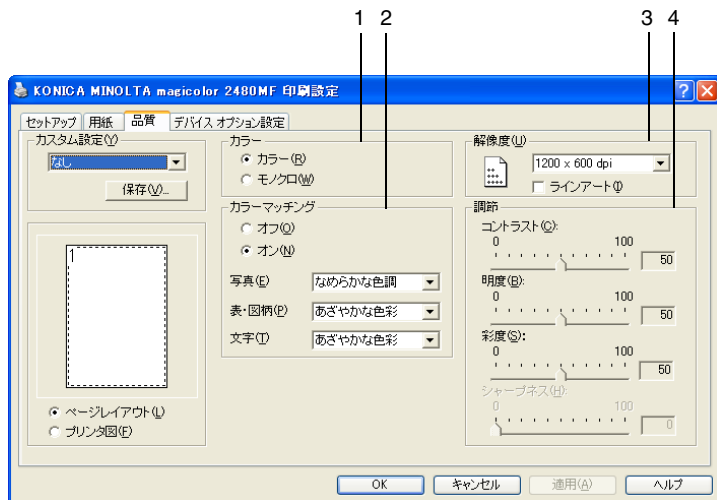 1 2 3 4
KONICA MINOLTA magicolor 2480MF 印刷設定
セットアップ 用紙 品質 デバイス オプション設定
カスタム設定(Y)
なし
保存(V)...
1
ページレイアウト(L)
プリンタ図(F)
カラー
カラー(R)
モノクロ(W)
カラーマッチング
オフ(O)
オン(N)
写真(E) なめらかな色調
表・図柄(P) あざやかな色彩
文字(T) あざやかな色彩
解像度(U)
1200 x 600 dpi
ラインアート(I)
調節
コントラスト(C):
0 100
50
明度(B):
0 100
50
彩度(S):
0 100
50
シャープネス(H):
0 100
0
OK キャンセル 適用(A) ヘルプ